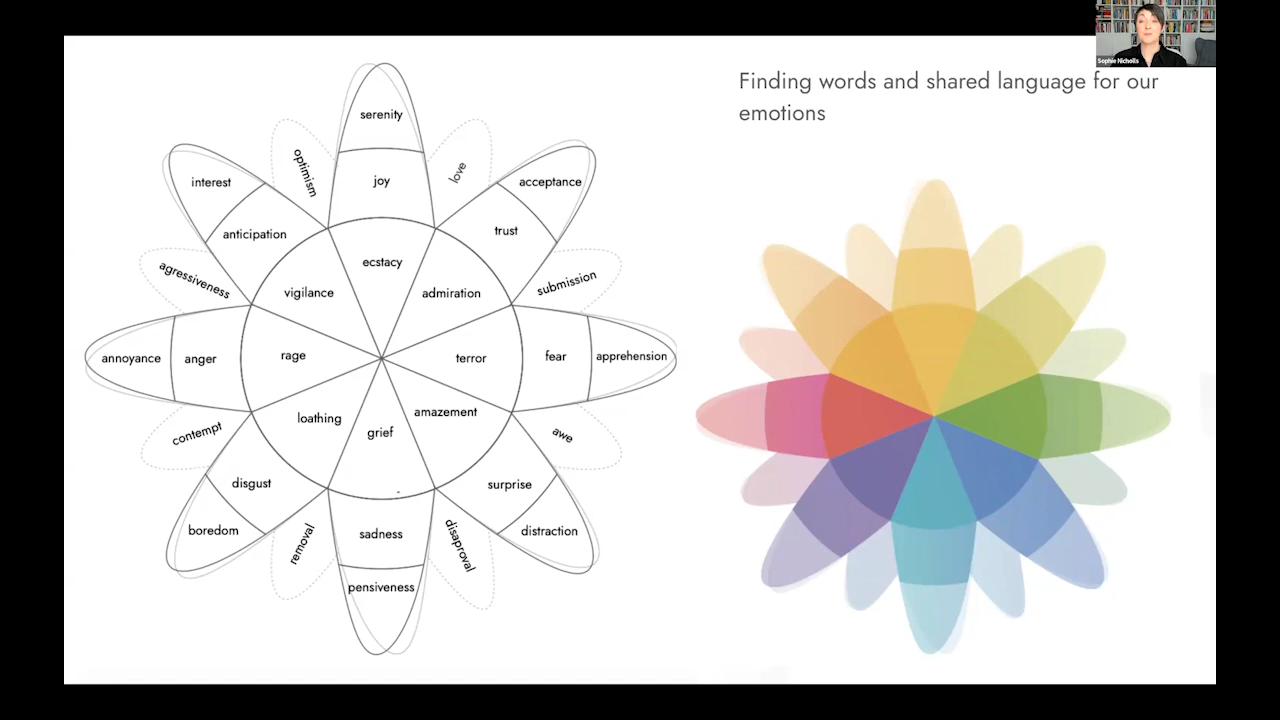 Sophie Nicholls
Finding words and shared language for our
emotions
serenity
optimism
love
interest
joy
acceptance
anticipation
trust
ecstacy
agressiveness
vigilance
admiration
submission
annoyance
anger
rage
terror
fear
apprehension
loathing
amazement
contempt
grief
awe
disgust
surprise
boredom
removal
sadness
disaproval
distraction
pensiveness